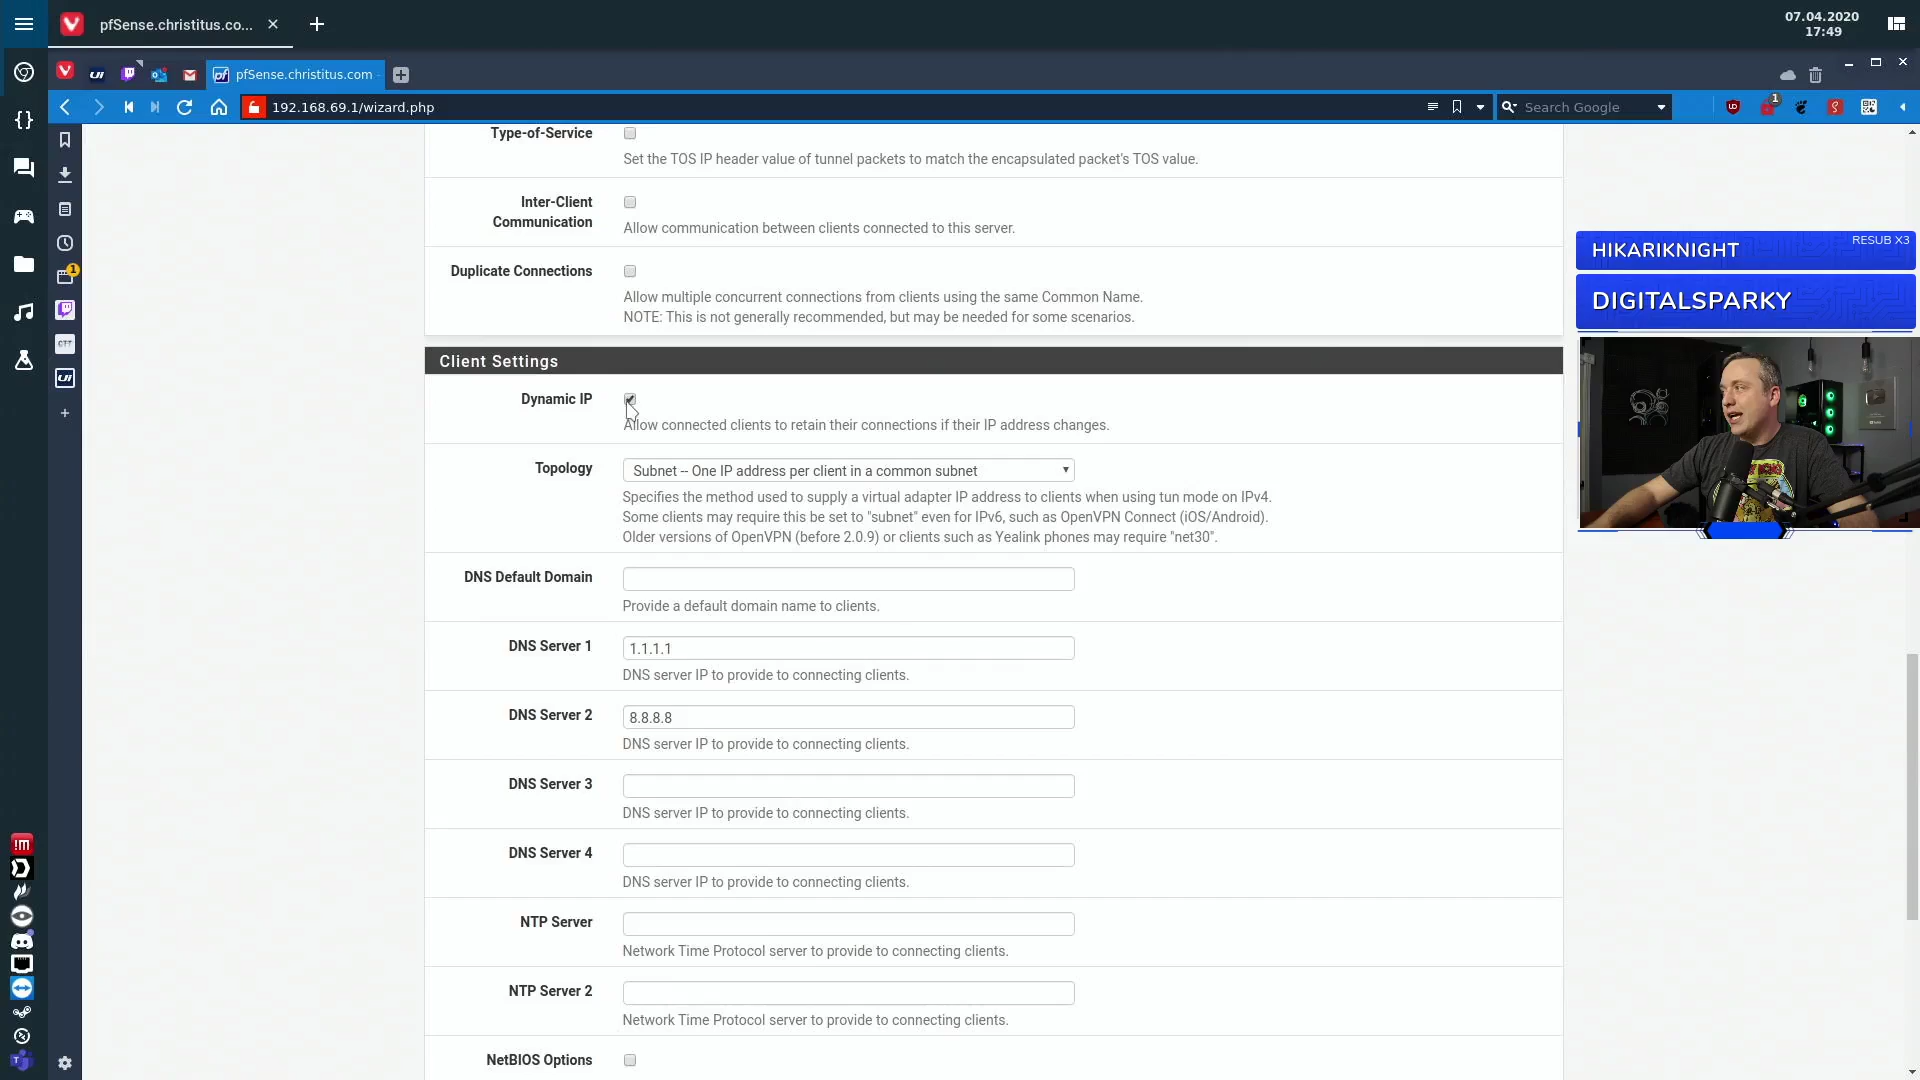 pfSense.christitus.co...
07.04.2020
17:49
pfSense.christitus.com
192.168.69.1/wizard.php
Search Google
1
Type-of-Service
Set the TOS IP header value of tunnel packets to match the encapsulated packet's TOS value.
Inter-Client
Communication
Allow communication between clients connected to this server.
Duplicate Connections
Allow multiple concurrent connections from clients using the same Common Name.
NOTE: This is not generally recommended, but may be needed for some scenarios.
HIKARIKNIGHT
RESUB X3
DIGITALSPARKY
1
CTT
Client Settings
Dynamic IP
Allow connected clients to retain their connections if their IP address changes.
Topology
Subnet -- One IP address per client in a common subnet
Specifies the method used to supply a virtual adapter IP address to clients when using tun mode on IPv4.
Some clients may require this be set to "subnet" even for IPv6, such as OpenVPN Connect (iOS/Android).
Older versions of OpenVPN (before 2.0.9) or clients such as Yealink phones may require "net30".
DNS Default Domain
Provide a default domain name to clients.
DNS Server 1
1.1.1.1
DNS server IP to provide to connecting clients.
DNS Server 2
8.8.8.8
DNS server IP to provide to connecting clients.
DNS Server 3
DNS server IP to provide to connecting clients.
DNS Server 4
DNS server IP to provide to connecting clients.
NTP Server
Network Time Protocol server to provide to connecting clients.
NTP Server 2
Network Time Protocol server to provide to connecting clients.
NetBIOS Options